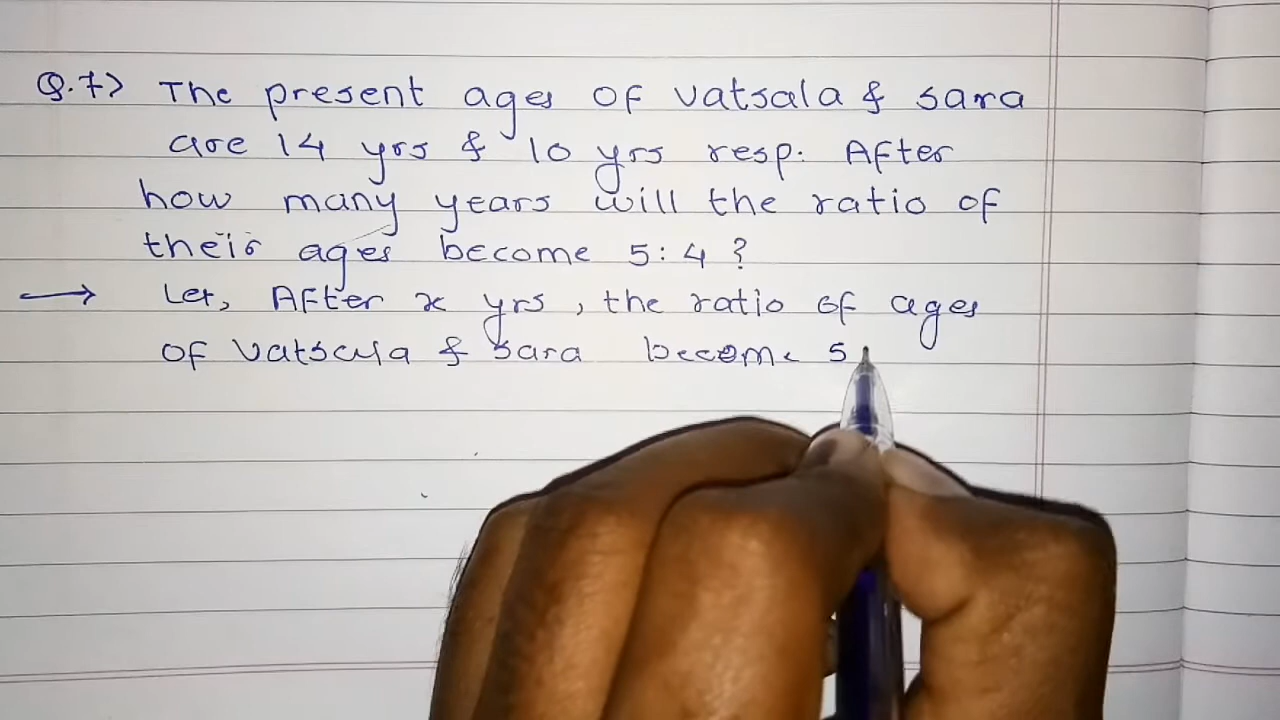 Q.7) The present ages of vatsala & sara
are 14 yrs & 10 yrs resp. After
how many years will the ratio of
their ages become 5:4 ?
→ Let, After x yrs, the ratio of ages
of vatsala & sara become 5